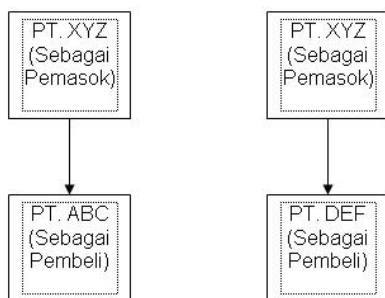 PT. XYZ
(Sebagai
Pemasok)
PT. XYZ
(Sebagai
Pemasok)
PT. ABC
(Sebagai
Pembeli)
PT. DEF
(Sebagai
Pembeli)